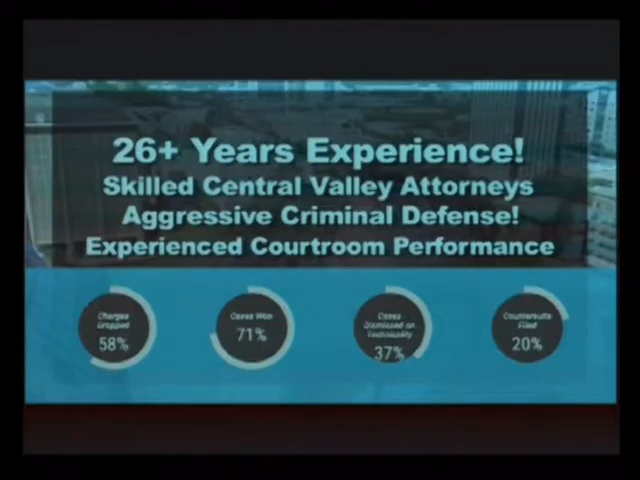 26+ Years Experience!
Skilled Central Valley Attorneys
Aggressive Criminal Defense!
Experienced Courtroom Performance
Charges
Dropped
58%
Cases Won
71%
Cases
Dismissed on
Technicality
37%
Countersuits
Filed
20%